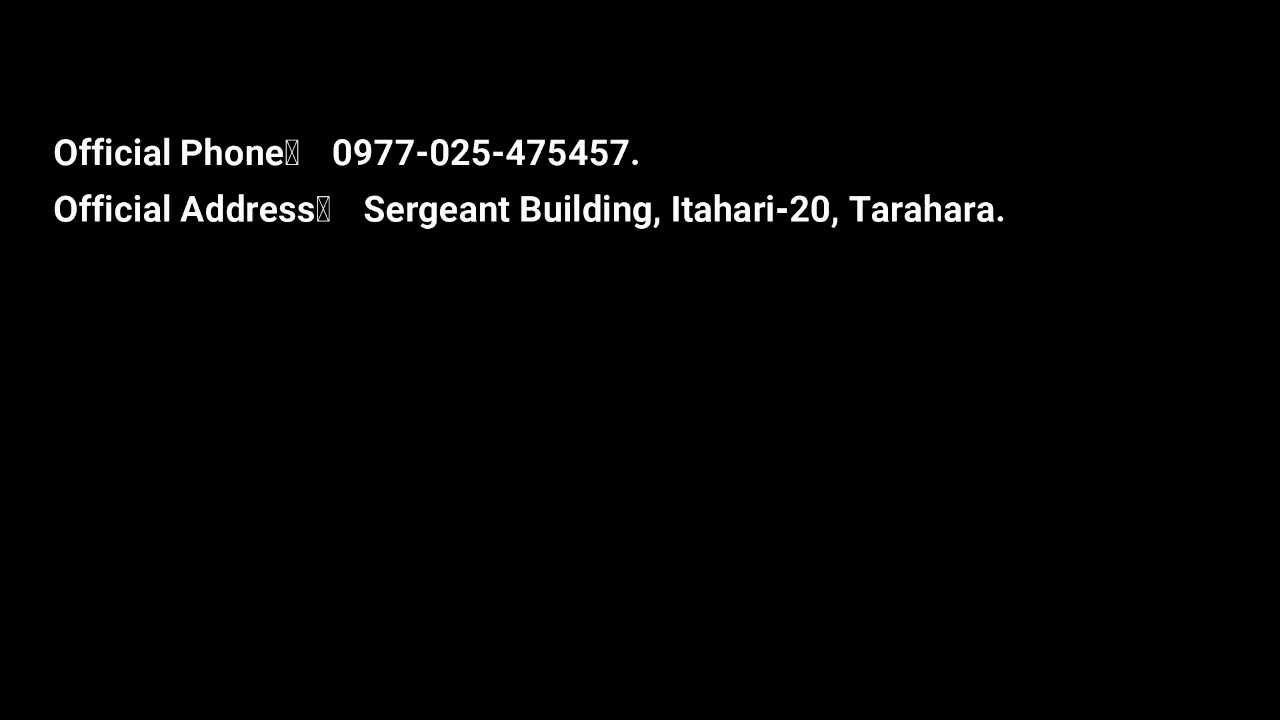 Official Phone 0977-025-475457.
Official Address Sergeant Building, Itahari-20, Tarahara.